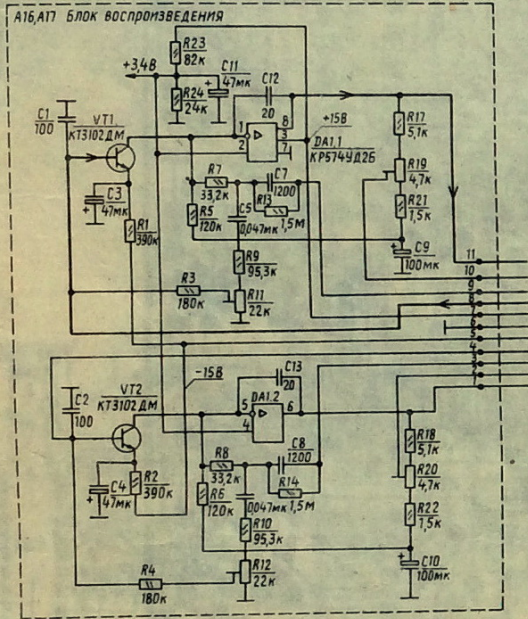 А16,А17 БЛОК ВОСПРОИЗВЕДЕНИЯ
R23
82к
+3,4В
C11
47мк
C12
20
R24
24к
C1
100
VT1
КТ3102ДМ
1
2
8
3
7
+15В
DA1.1
КР574УД2Б
R17
5,1к
R19
4,7к
R21
1,5к
C9
100мк
C3
47мк
R1
390к
R7
33,2к
C7
1200
R13
1,5м
R5
120к
C5
0,047мк
R9
95,3к
R3
180к
R11
22к
11
10
9
8
7
6
5
4
3
2
1
-15В
C2
100
VT2
КТ3102ДМ
C13
20
DA1.2
5
4
6
R18
5,1к
R20
4,7к
R22
1,5к
C10
100мк
C4
47мк
R2
390к
R8
33,2к
C8
1200
R14
1,5м
R6
120к
0,047мк
R10
95,3к
R4
180к
R12
22к